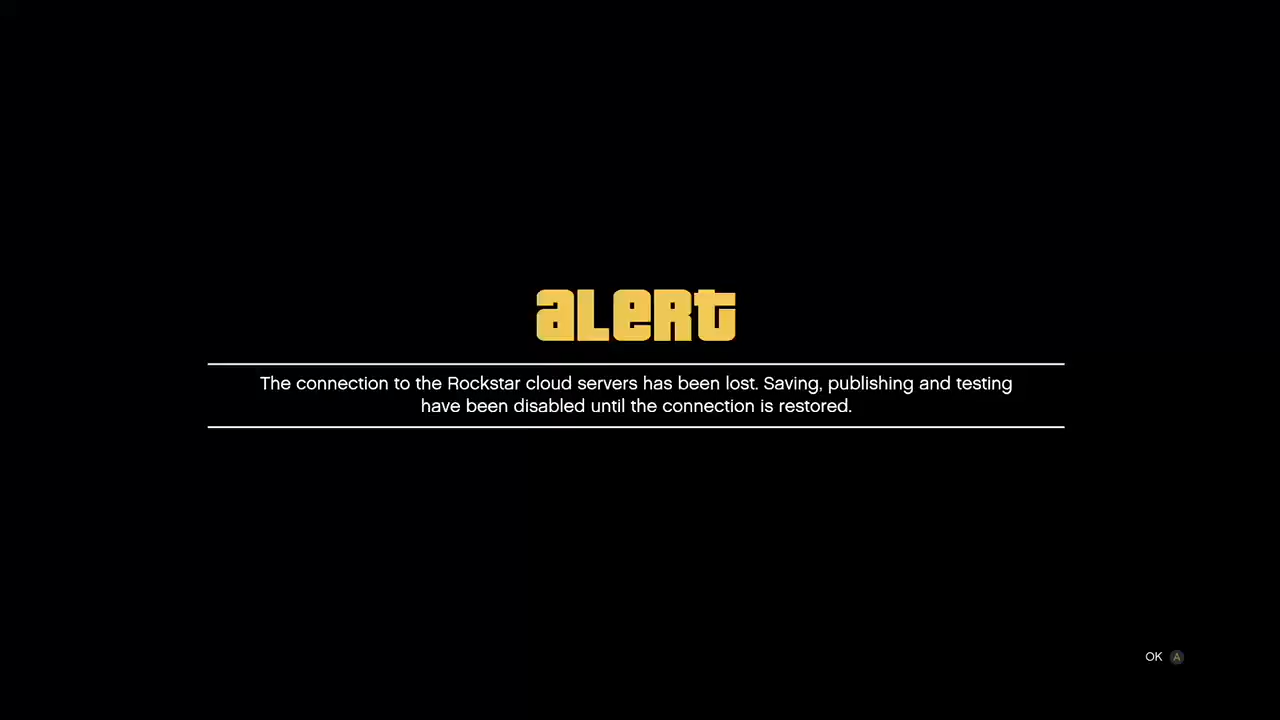 aLeRt
The connection to the Rockstar cloud servers has been lost. Saving, publishing and testing
have been disabled until the connection is restored.
OK A